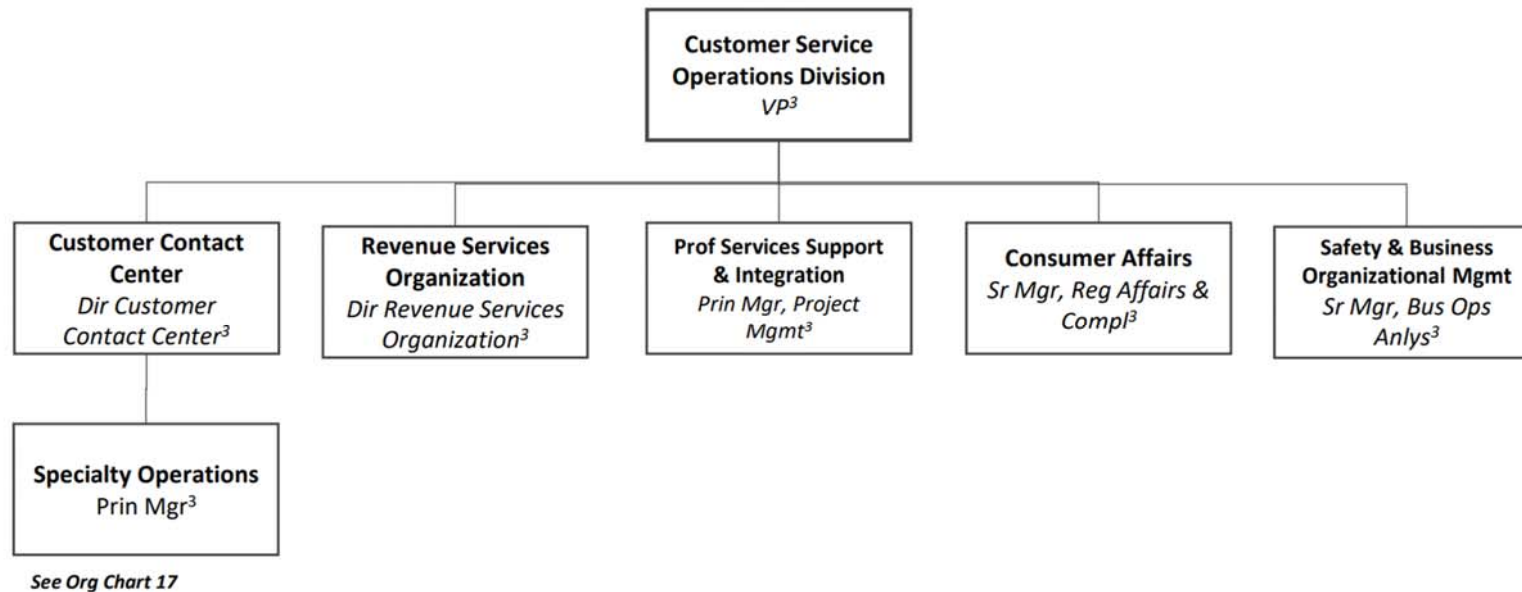 Customer Service
Operations Division
VP³
Customer Contact
Center
Dir Customer
Contact Center³
Revenue Services
Organization
Dir Revenue Services
Organization³
Prof Services Support
& Integration
Prin Mgr, Project
Mgmt³
Consumer Affairs
Sr Mgr, Reg Affairs &
Compl³
Safety & Business
Organizational Mgmt
Sr Mgr, Bus Ops
Anlys³
Specialty Operations
Prin Mgr³
See Org Chart 17